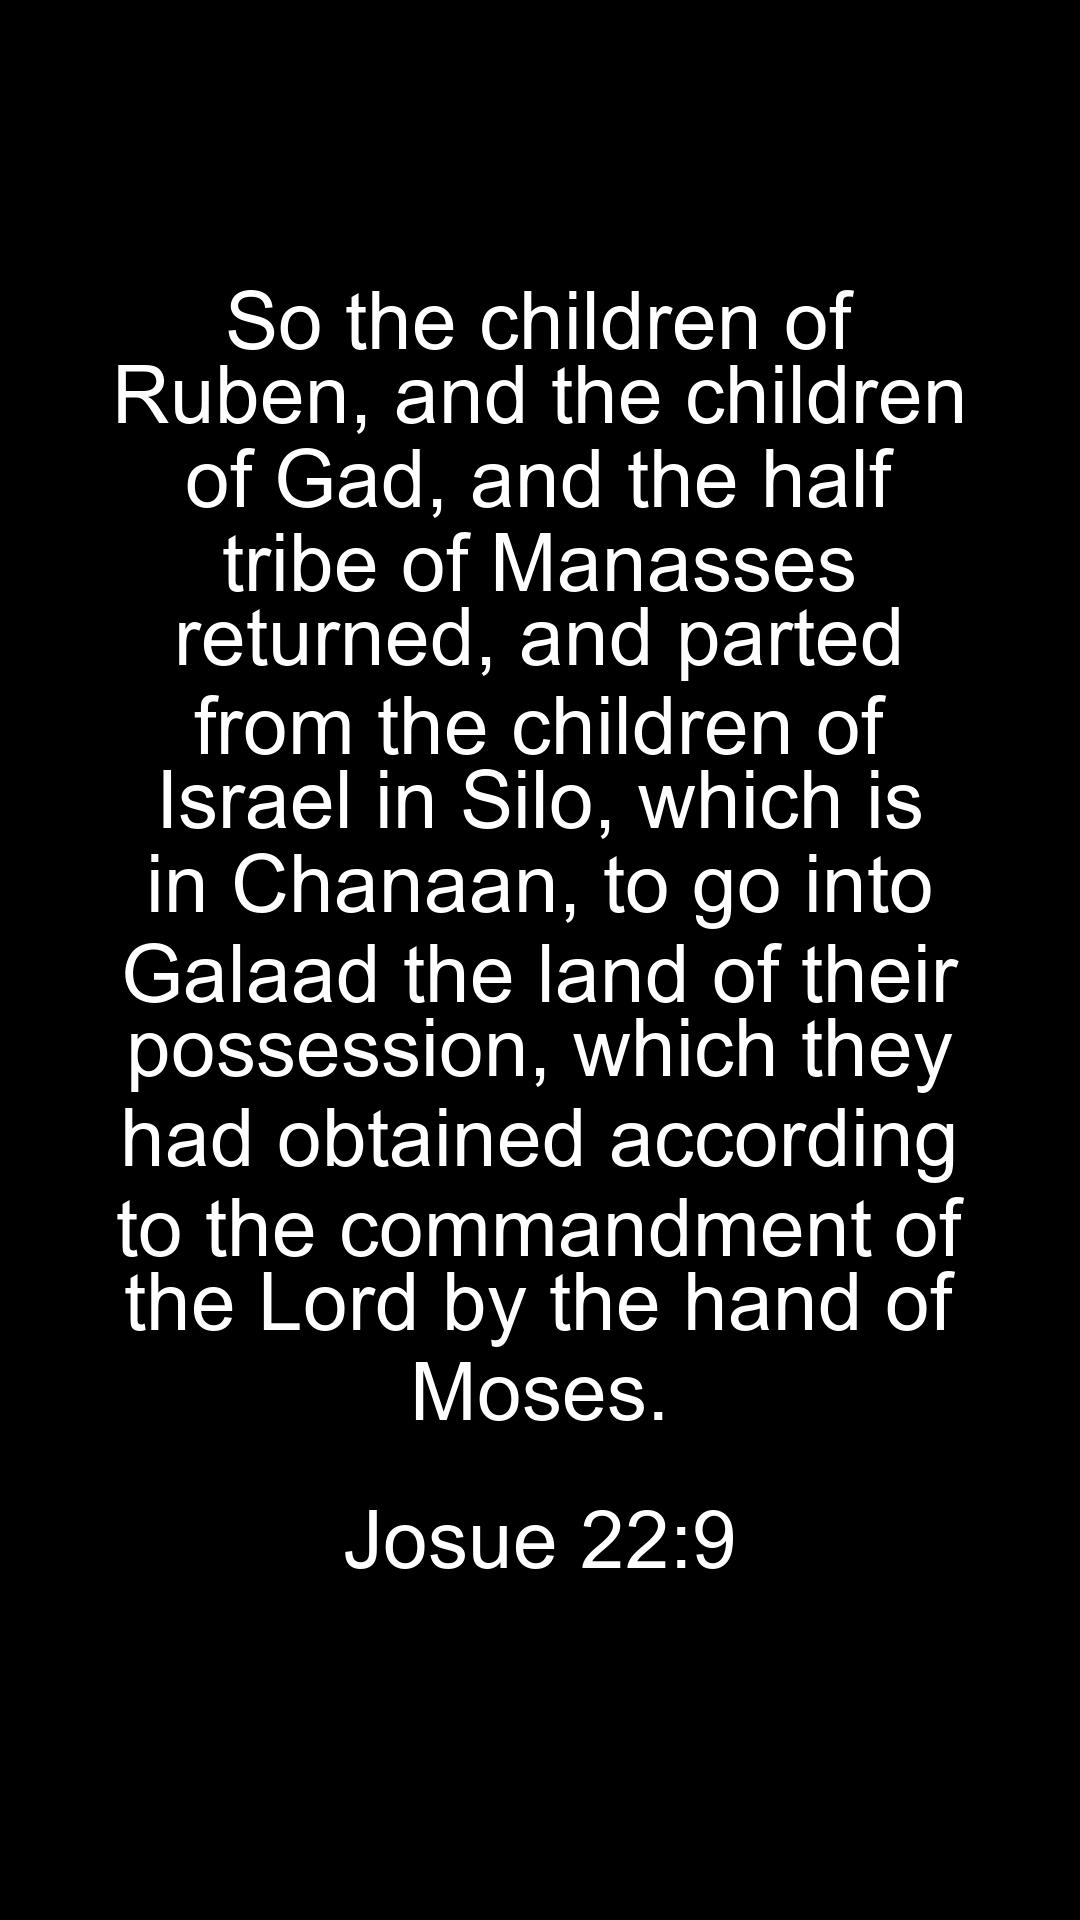 So the children of
Ruben, and the children
of Gad, and the half
tribe of Manasses
returned, and parted
from the children of
Israel in Silo, which is
in Chanaan, to go into
Galaad the land of their
possession, which they
had obtained according
to the commandment of
the Lord by the hand of
Moses.
Josue 22:9